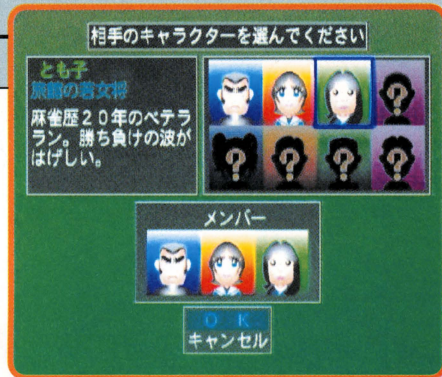 相手のキャラクターを選んでください
とも子
旅館の若女将
麻雀歴２０年のベテラ
ラン。勝ち負けの波が
はげしい。
？
？ ？ ？ ？
メンバー
ＯＫ
キャンセル